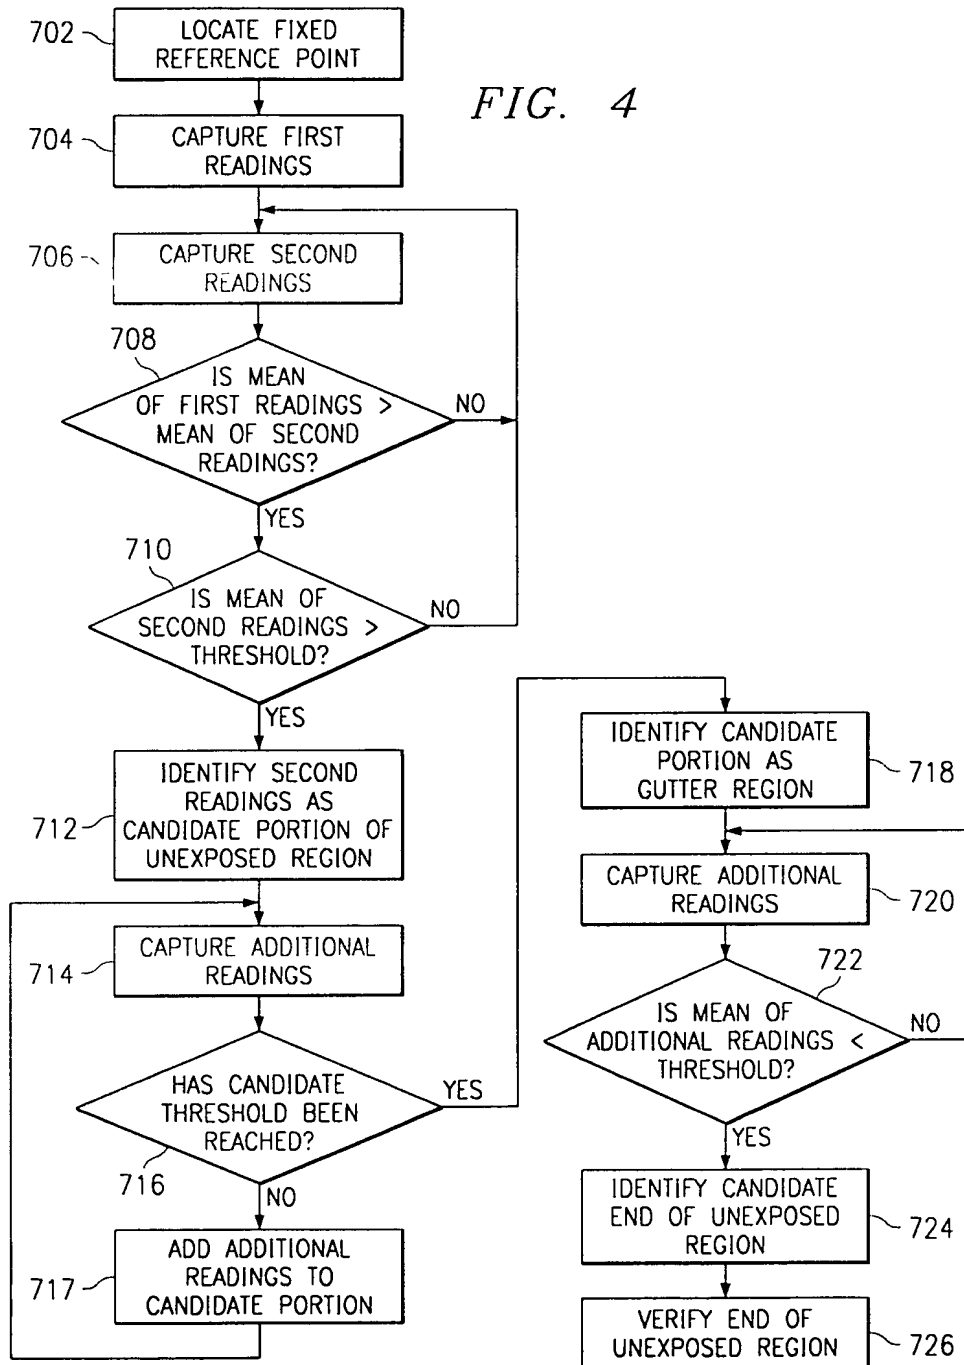 702
LOCATE FIXED
REFERENCE POINT
FIG. 4
704
CAPTURE FIRST
READINGS
706
CAPTURE SECOND
READINGS
708
IS MEAN
OF FIRST READINGS >
MEAN OF SECOND
READINGS?
NO
YES
710
IS MEAN OF
SECOND READINGS >
THRESHOLD?
NO
YES
712
IDENTIFY SECOND
READINGS AS
CANDIDATE PORTION OF
UNEXPOSED REGION
714
CAPTURE ADDITIONAL
READINGS
HAS CANDIDATE
THRESHOLD BEEN
REACHED?
YES
716
NO
717
ADD ADDITIONAL
READINGS TO
CANDIDATE PORTION
IDENTIFY CANDIDATE
PORTION AS
GUTTER REGION
718
CAPTURE ADDITIONAL
READINGS
720
722
IS MEAN OF
ADDITIONAL READINGS <
THRESHOLD?
NO
YES
IDENTIFY CANDIDATE
END OF UNEXPOSED
REGION
724
VERIFY END OF
UNEXPOSED REGION
726